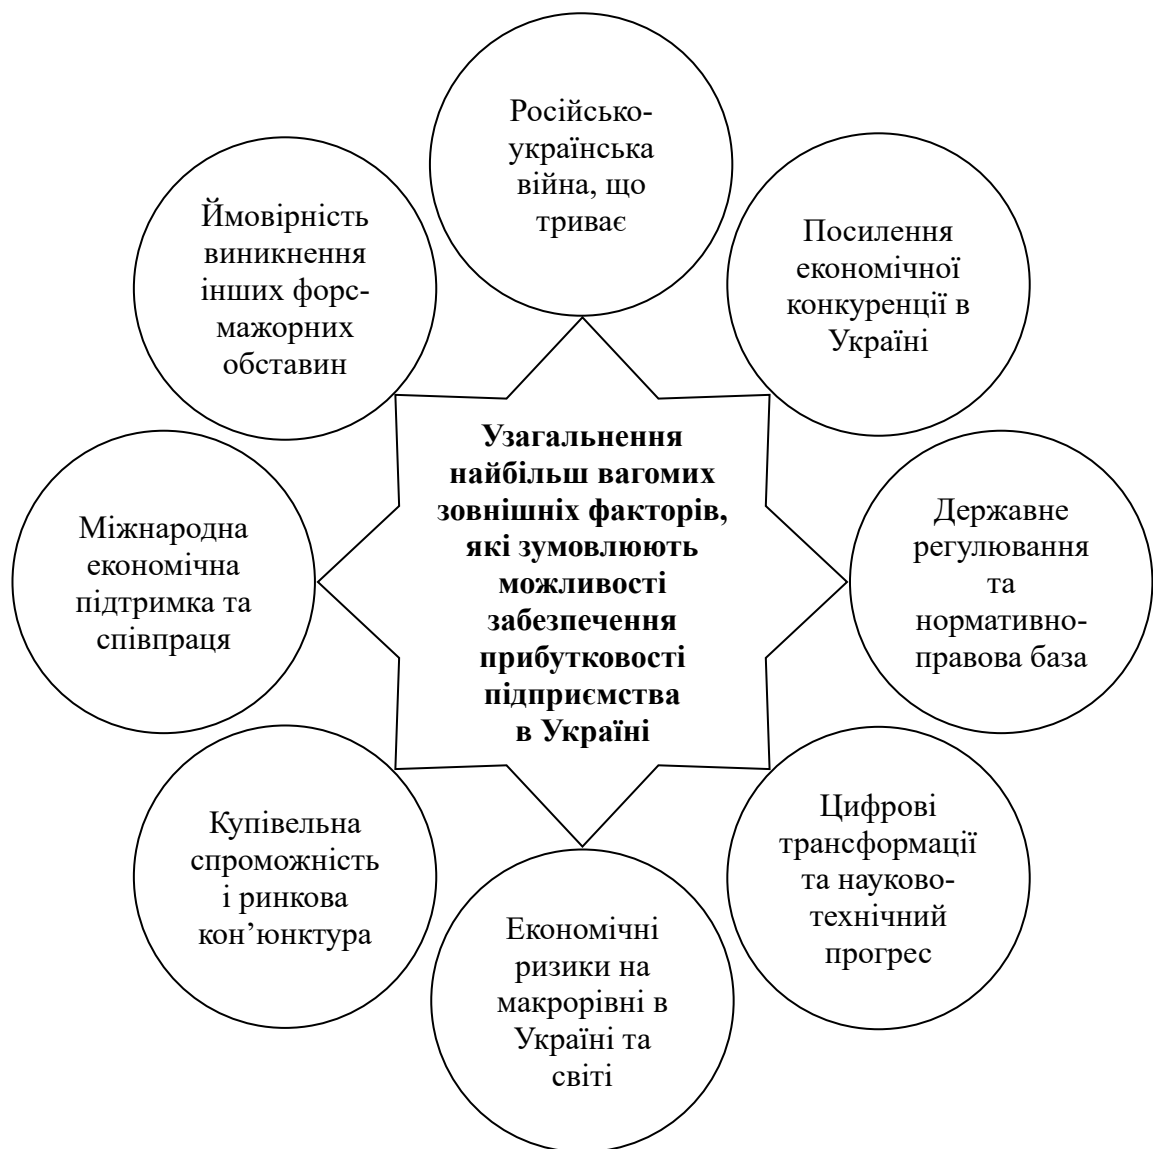 Російсько-
українська
війна, що
триває
Посилення
економічної
конкуренції в
Україні
Державне
регулювання
та
нормативно-
правова база
Цифрові
трансформації
та науково-
технічний
прогрес
Економічні
ризики на
макрорівні в
Україні та
світі
Купівельна
спроможність
і ринкова
кон’юнктура
Міжнародна
економічна
підтримка та
співпраця
Ймовірність
виникнення
інших форс-
мажорних
обставин
Узагальнення
найбільш вагомих
зовнішніх факторів,
які зумовлюють
можливості
забезпечення
прибутковості
підприємства
в Україні